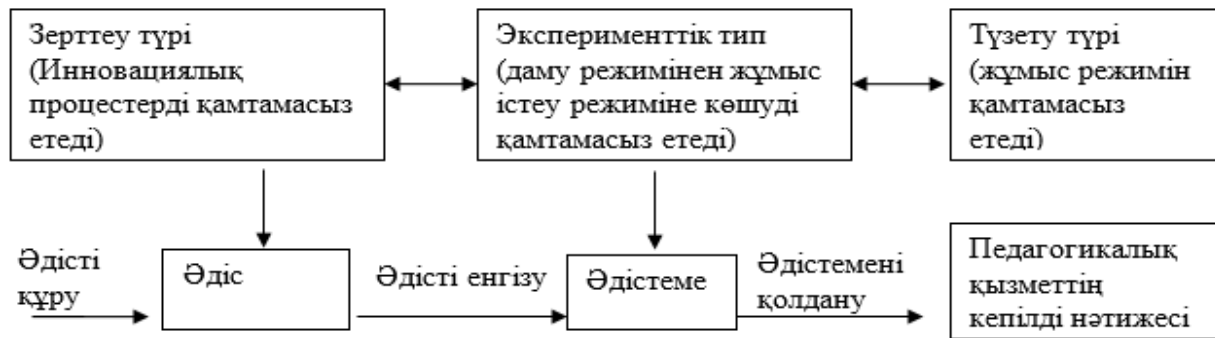 Зерттеу түрі
(Инновациялық
процестерді қамтамасыз
етеді)
Эксперименттік тип
(даму режимінен жұмыс
істеу режиміне көшуді
қамтамасыз етеді)
Түзету түрі
(жұмыс режимін
қамтамасыз
етеді)
Әдісті
құру
Әдіс
Әдісті енгізу
Әдістеме
Әдістемені
қолдану
Педагогикалық
қызметтің
кепілді нәтижесі